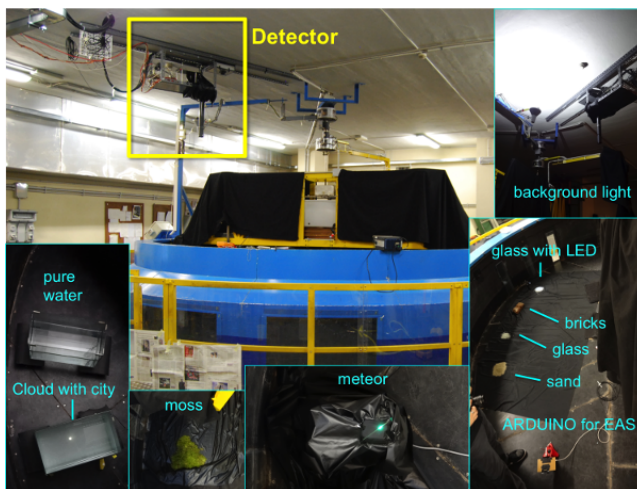 Detector
background light
glass with LED
pure
water
bricks
glass
Cloud with city
meteor
sand
moss
ARDUINO for EAS